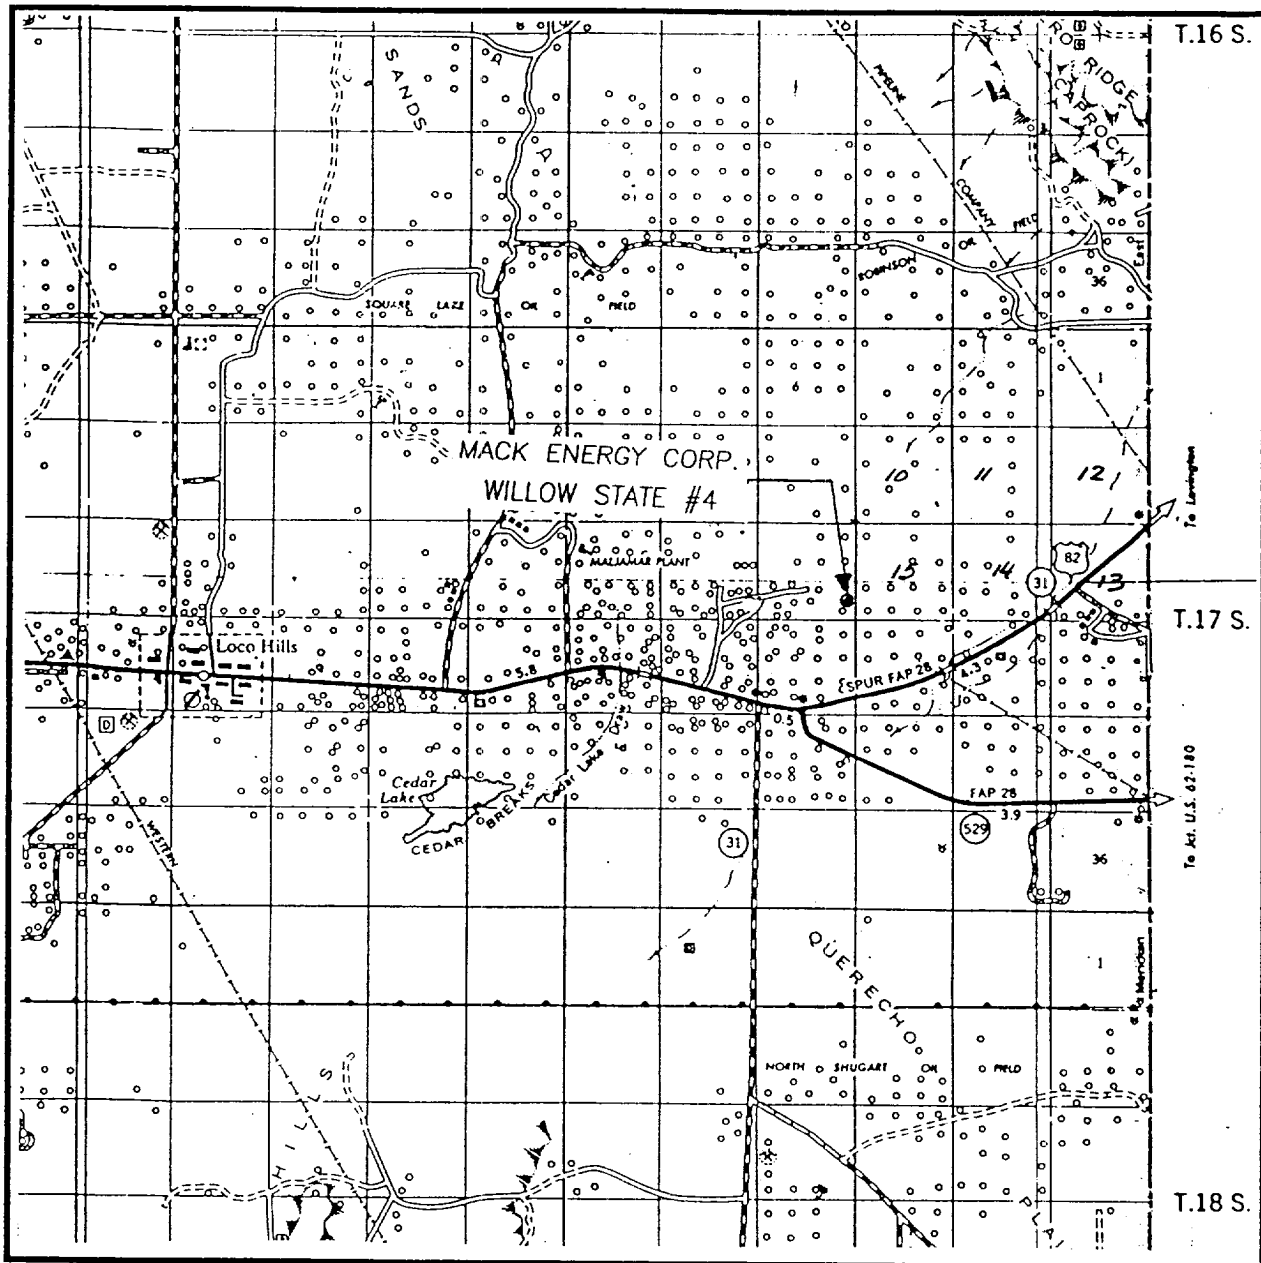 T.16 S.
SANDS
RIDGE
(CAPROCK)
PIPELINE
COMPANY
FIELD
East
ROBINSON
36
SQUARE LAKE OIL FIELD
1
MACK ENERGY CORP.
WILLOW STATE #4
10 11 12
To Lovington
MALJAMAR PLANT
82
15 14 31 13
T.17 S.
Loco Hills
5.8
SPUR FAP 28
4.3
0.5
D
Cedar
Lake
Cedar Lake Draw
CEDAR BREAKS
FAP 28
3.9
529
To Jct. U.S. 62-180
WESTERN
31
36
QUERECHO
1
Meridian
NORTH SHUGART OIL FIELD
HILLS
T.18 S.